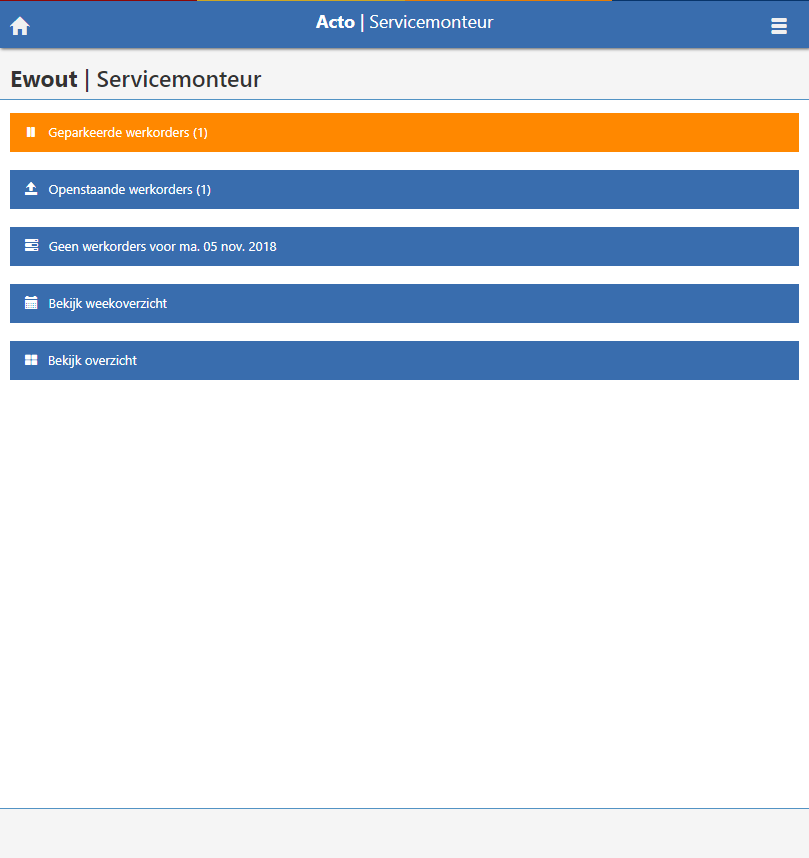 Acto | Servicemonteur
Ewout | Servicemonteur
Geparkeerde werkorders (1)
Openstaande werkorders (1)
Geen werkorders voor ma. 05 nov. 2018
Bekijk weekoverzicht
Bekijk overzicht